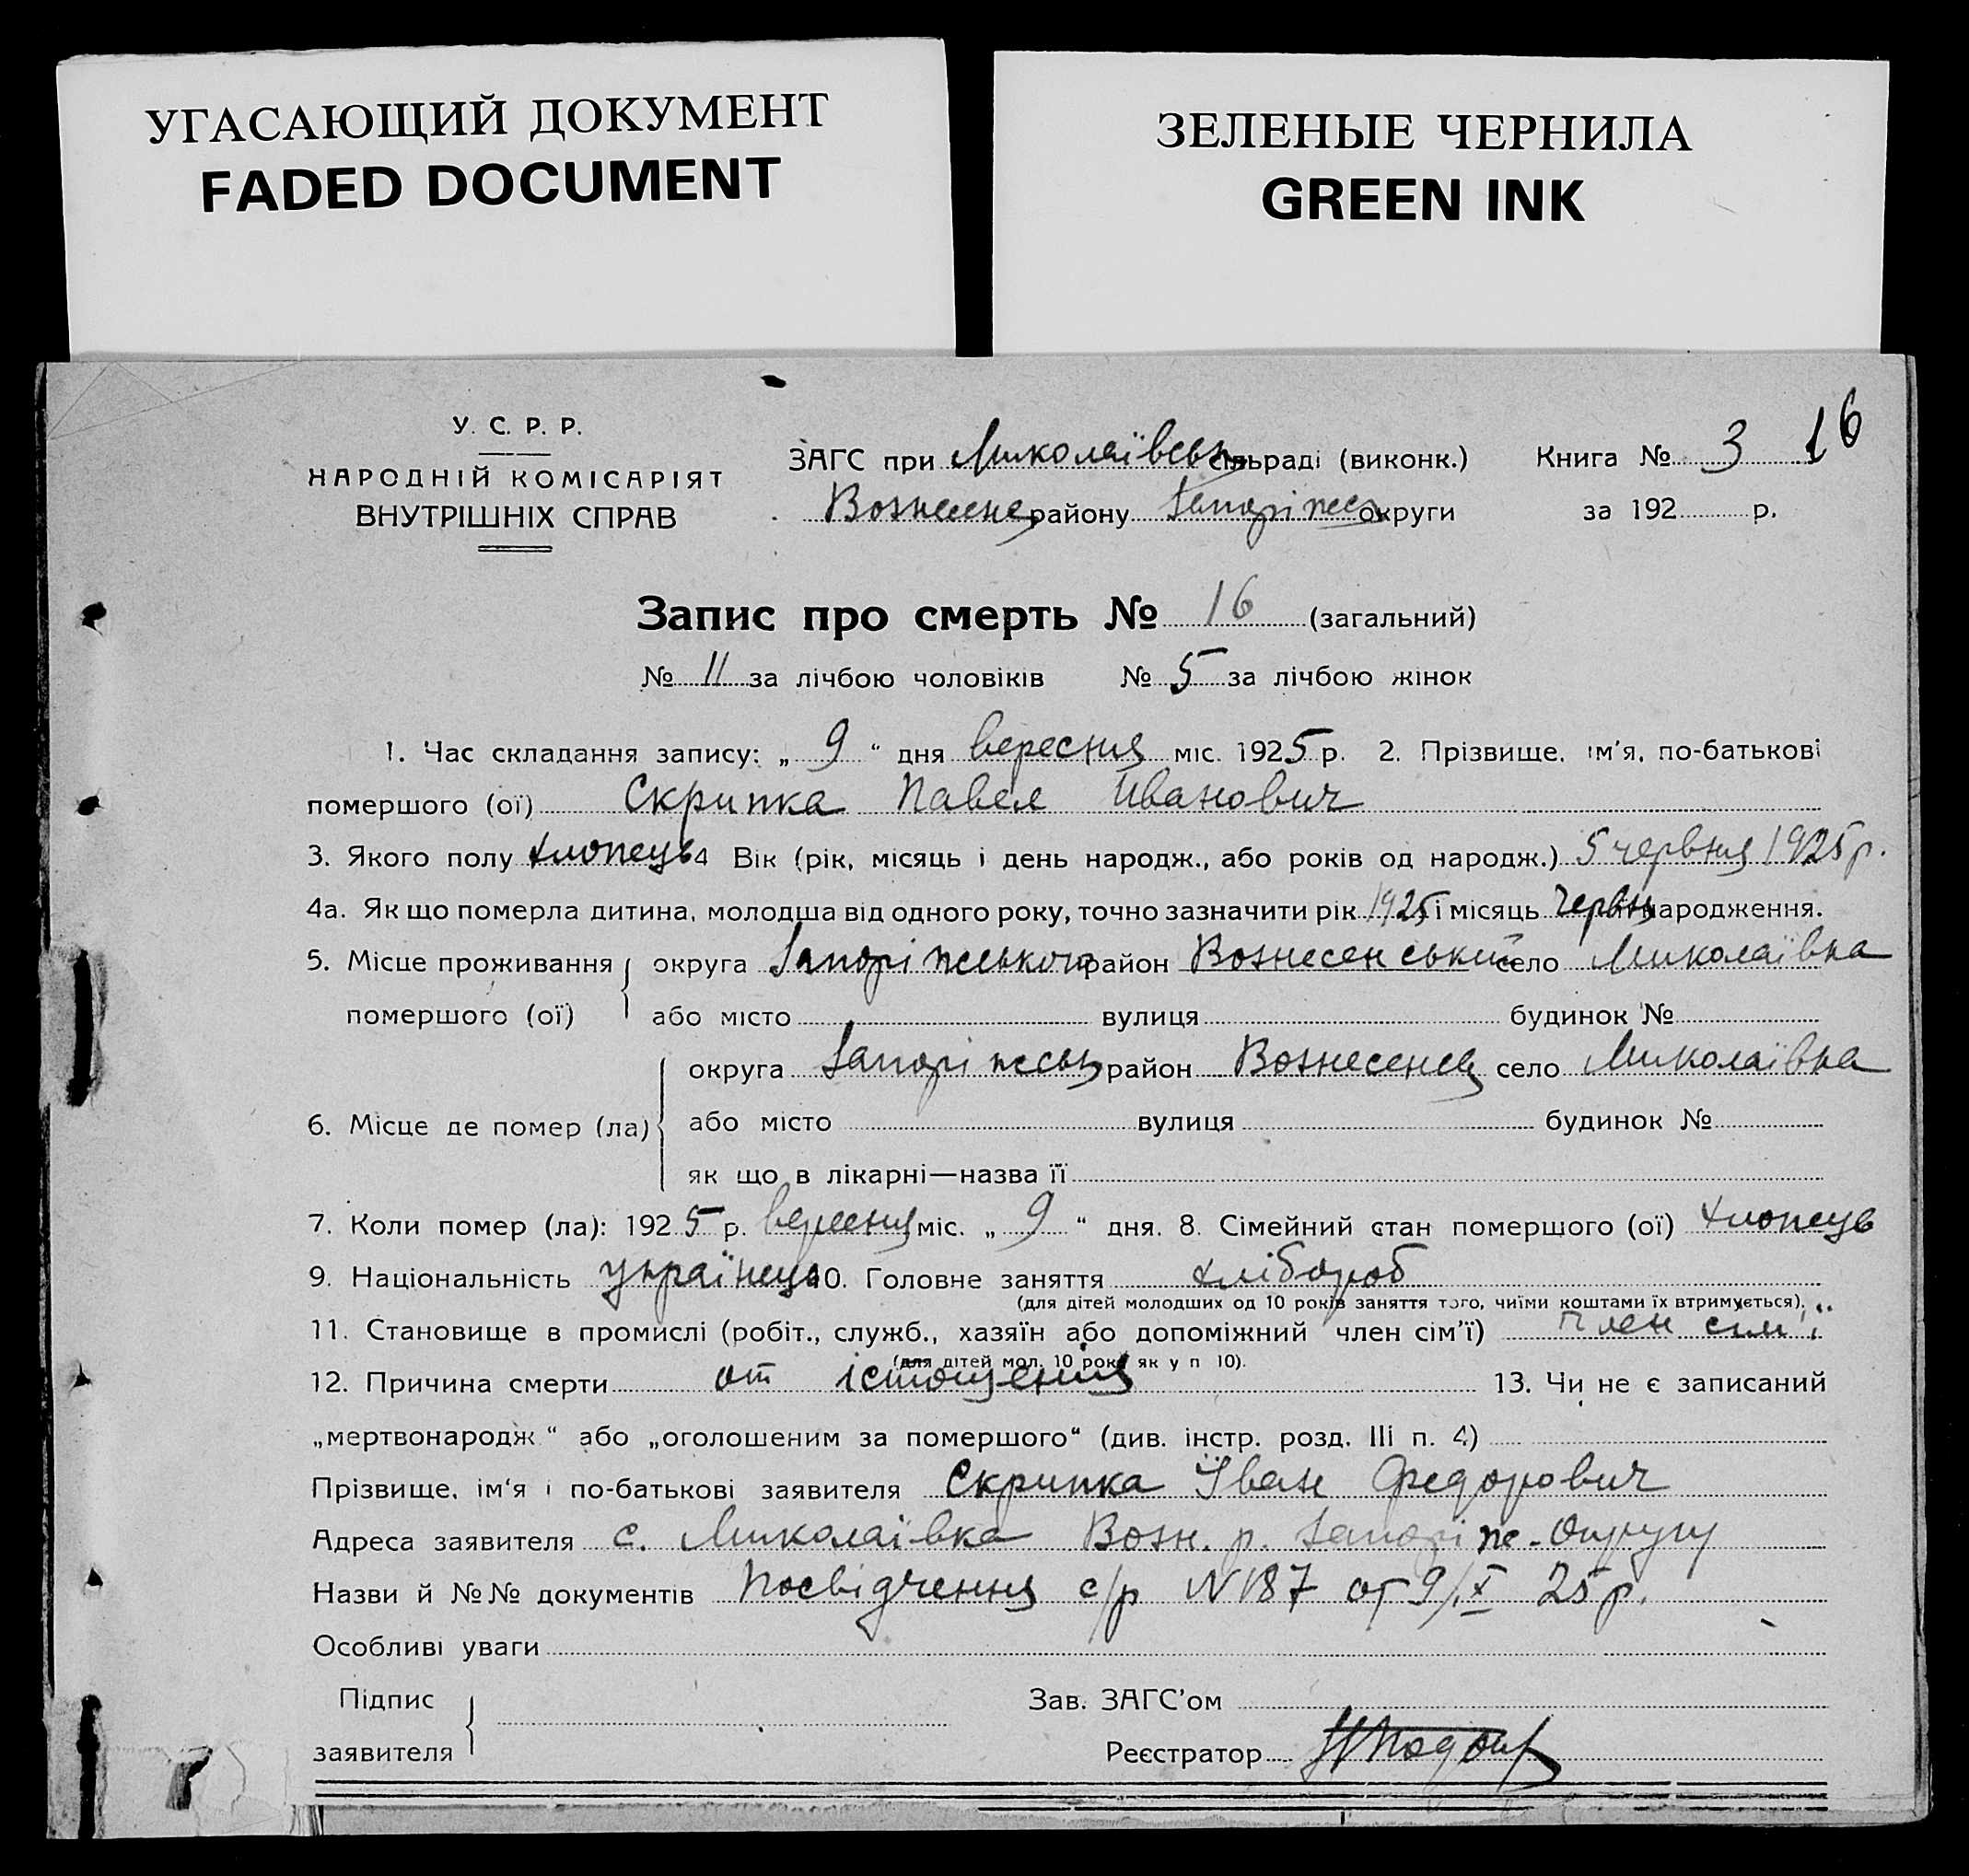 УГАСАЮЩИЙ ДОКУМЕНТ
FADED DOCUMENT
ЗЕЛЕНЫЕ ЧЕРНИЛА
GREEN INK
У. С. Р. Р.
НАРОДНІЙ КОМІСАРІЯТ
ВНУТРІШНІХ СПРАВ
ЗАГС при Миколаївськ сільраді (виконк.) Книга № 3 16
Вознесенс району Запоріжськ округи за 192 р.
Запис про смерть № 16 (загальний)
№ 11 за лічбою чоловіків № 5 за лічбою жінок
1. Час складання запису: „ 9 “ дня вересня міс. 1925 р. 2. Прізвище, ім’я, по-батькові
помершого (ої) Скрипка Павел Иванович
3. Якого полу хлопець 4 Вік (рік, місяць і день народж., або років од народж.) 5 червня 1925 р.
4а. Як що померла дитина, молодша від одного року, точно зазначити рік 1925 і місяць червня народження.
5. Місце проживання округа Запоріжського район Вознесенський село Миколаївка
помершого (ої) або місто вулиця будинок №
округа Запоріжськ район Вознесенс село Миколаївка
6. Місце де помер (ла) або місто вулиця будинок №
як що в лікарні—назва її
7. Коли помер (ла): 1925 р. вересня міс. „ 9 “ дня. 8. Сімейний стан помершого (ої) хлопець
9. Національність українець 10. Головне заняття хлібороб
(для дітей молодших од 10 років заняття того, чиїми коштами їх втримується).
11. Становище в промислі (робіт., служб., хазяїн або допоміжний член сім’ї) член сім’ї
(для дітей мол. 10 рок. як у п 10).
12. Причина смерти от істощения 13. Чи не є записаний
„мертвонародж“ або „оголошеним за помершого“ (див. інстр. розд. III п. 4)
Прізвище, ім‘я і по-батькові заявителя Скрипка Іван Федорович
Адреса заявителя с. Миколаївка Возн. р. Запоріж-Округу
Назви й №№ документів Посвідчення с/р N 187 от 9/IX 25 р.
Особливі уваги
Підпис
заявителя
Зав. ЗАГС’ом
Реєстратор